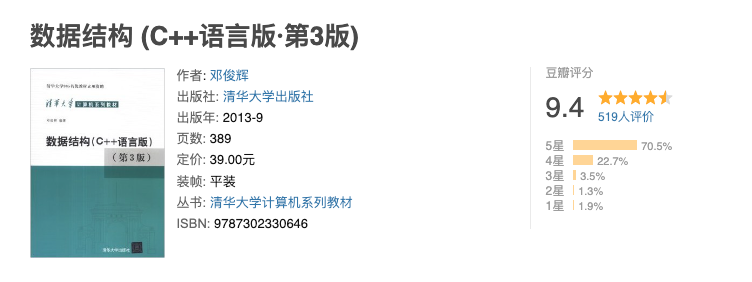 数据结构 (C++语言版·第3版)
清华大学
计算机系列教材
邓俊辉 编著
数据结构(C++语言版)
(第3版)
清华大学出版社
作者: 邓俊辉
出版社: 清华大学出版社
出版年: 2013-9
页数: 389
定价: 39.00元
装帧: 平装
丛书: 清华大学计算机系列教材
ISBN: 9787302330646
豆瓣评分
9.4
519人评价
5星 70.5%
4星 22.7%
3星 3.5%
2星 1.3%
1星 1.9%